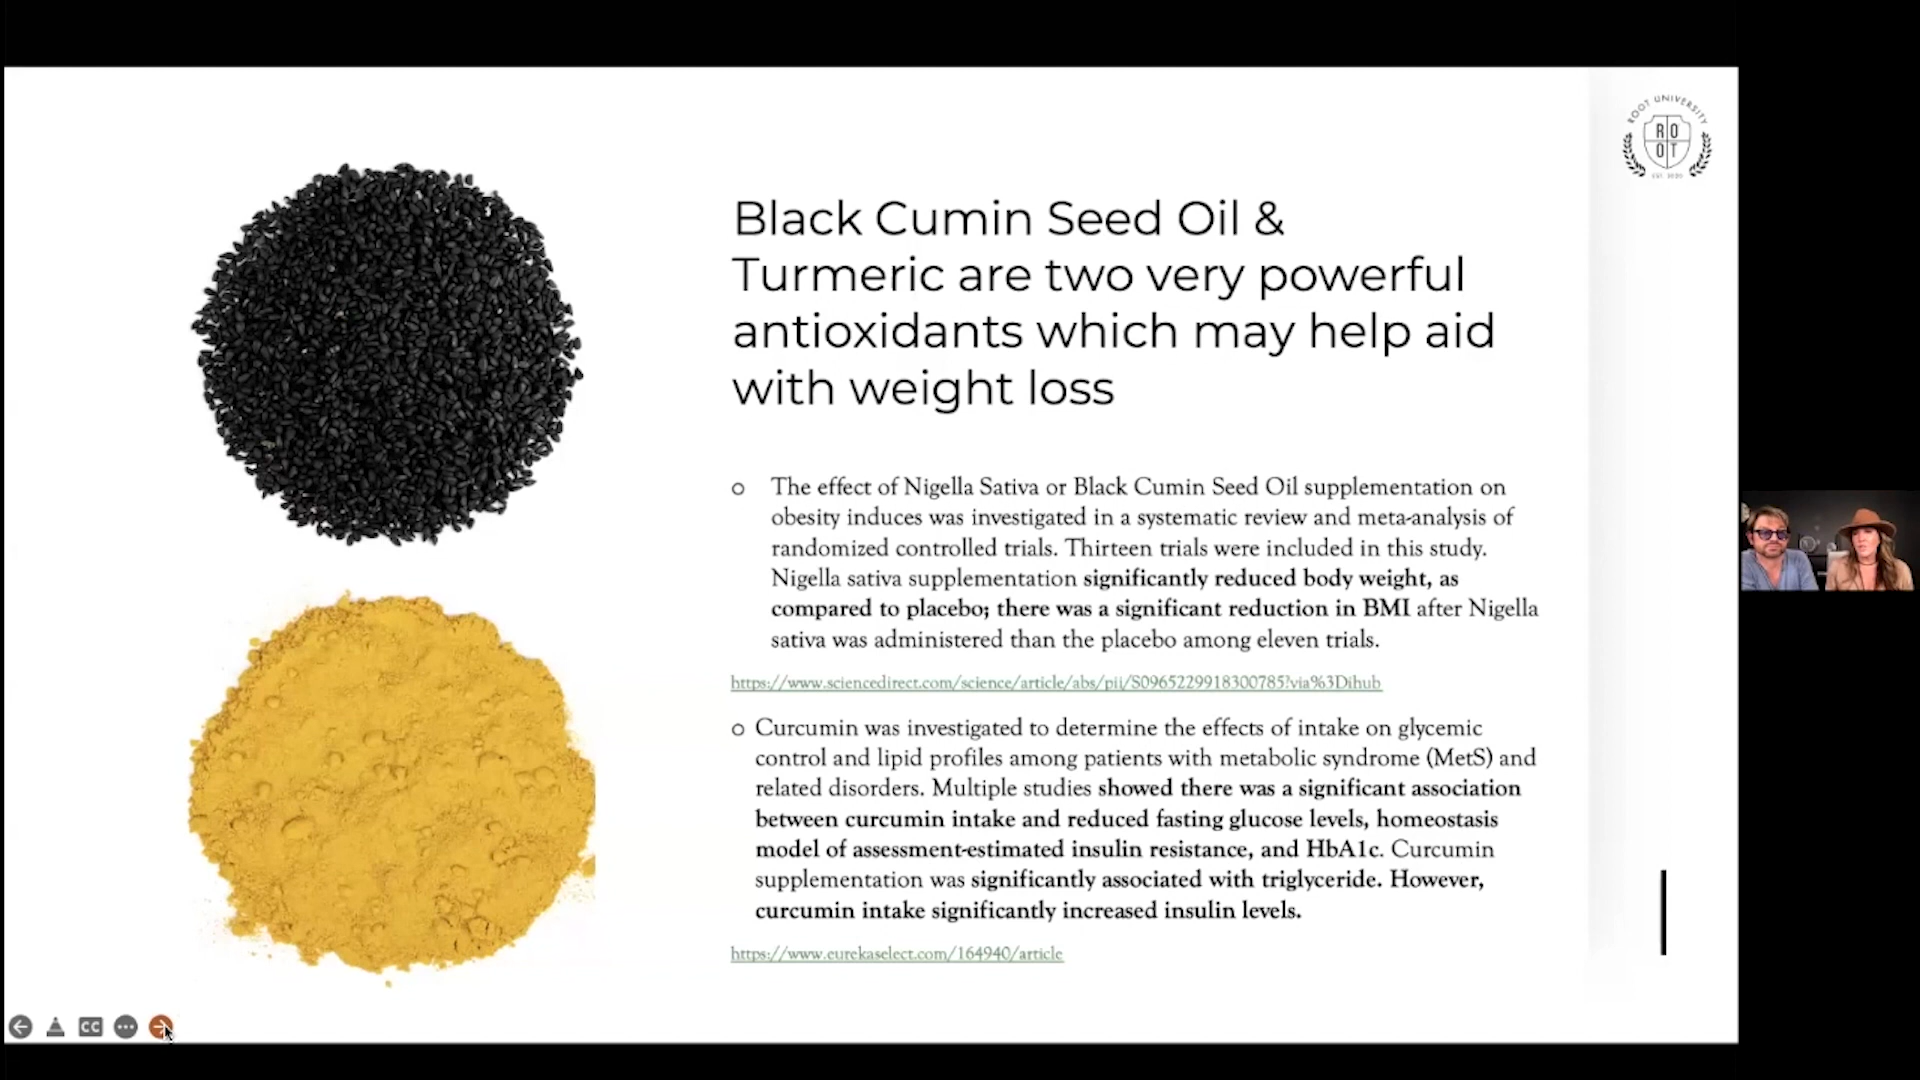 ROOT UNIVERSITY
RO
OT
Black Cumin Seed Oil &
Turmeric are two very powerful
antioxidants which may help aid
with weight loss
The effect of Nigella Sativa or Black Cumin Seed Oil supplementation on
obesity induces was investigated in a systematic review and meta-analysis of
randomized controlled trials. Thirteen trials were included in this study.
Nigella sativa supplementation significantly reduced body weight, as
compared to placebo; there was a significant reduction in BMI after Nigella
sativa was administered than the placebo among eleven trials.
https://www.sciencedirect.com/science/article/abs/pii/S0965229918300785?via%3Dihub
Curcumin was investigated to determine the effects of intake on glycemic
control and lipid profiles among patients with metabolic syndrome (MetS) and
related disorders. Multiple studies showed there was a significant association
between curcumin intake and reduced fasting glucose levels, homeostasis
model of assessment-estimated insulin resistance, and HbA1c. Curcumin
supplementation was significantly associated with triglyceride. However,
curcumin intake significantly increased insulin levels.
https://www.eurekaselect.com/164940/article
CC